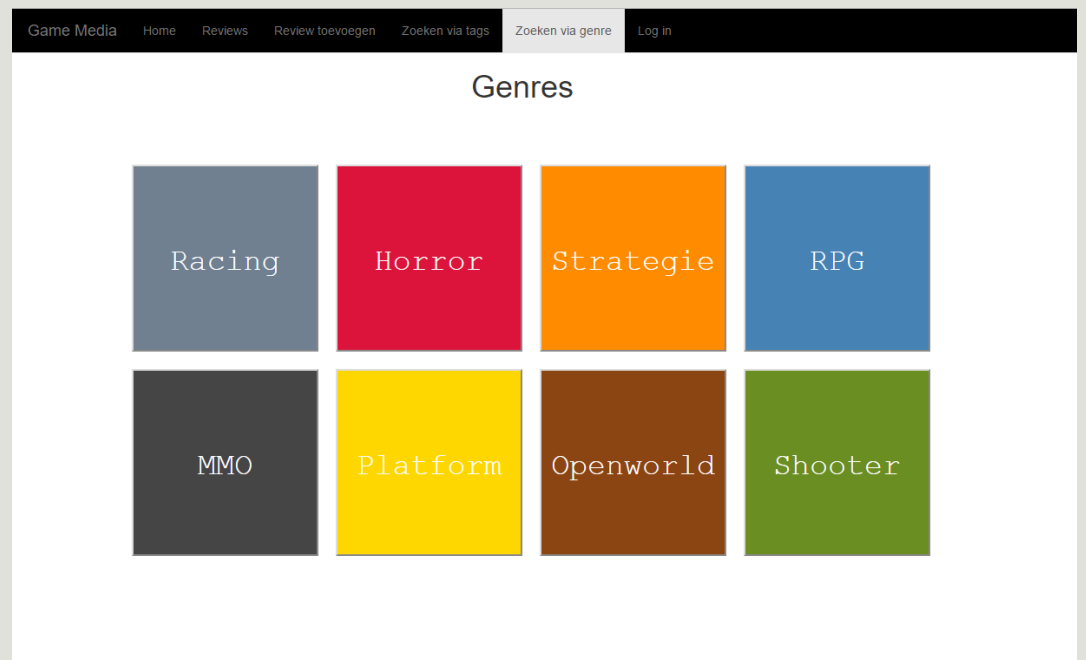 Game Media Home Reviews Review toevoegen Zoeken via tags Zoeken via genre Log in
Genres
Racing Horror Strategie RPG
MMO Platform Openworld Shooter